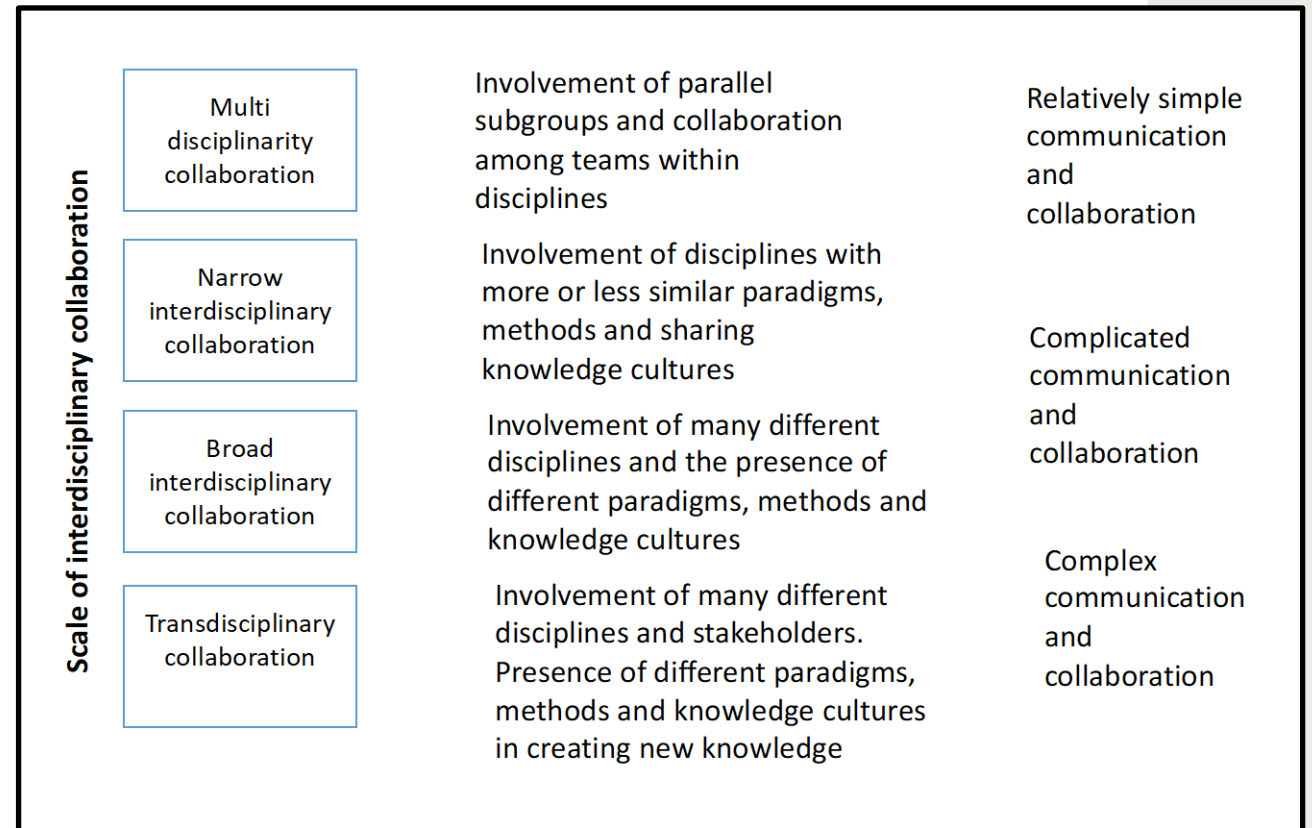 Scale of interdisciplinary collaboration
Multi
disciplinarity
collaboration
Involvement of parallel
subgroups and collaboration
among teams within
disciplines
Relatively simple
communication
and
collaboration
Narrow
interdisciplinary
collaboration
Involvement of disciplines with
more or less similar paradigms,
methods and sharing
knowledge cultures
Complicated
communication
and
collaboration
Broad
interdisciplinary
collaboration
Involvement of many different
disciplines and the presence of
different paradigms, methods and
knowledge cultures
Transdisciplinary
collaboration
Involvement of many different
disciplines and stakeholders.
Presence of different paradigms,
methods and knowledge cultures
in creating new knowledge
Complex
communication
and
collaboration